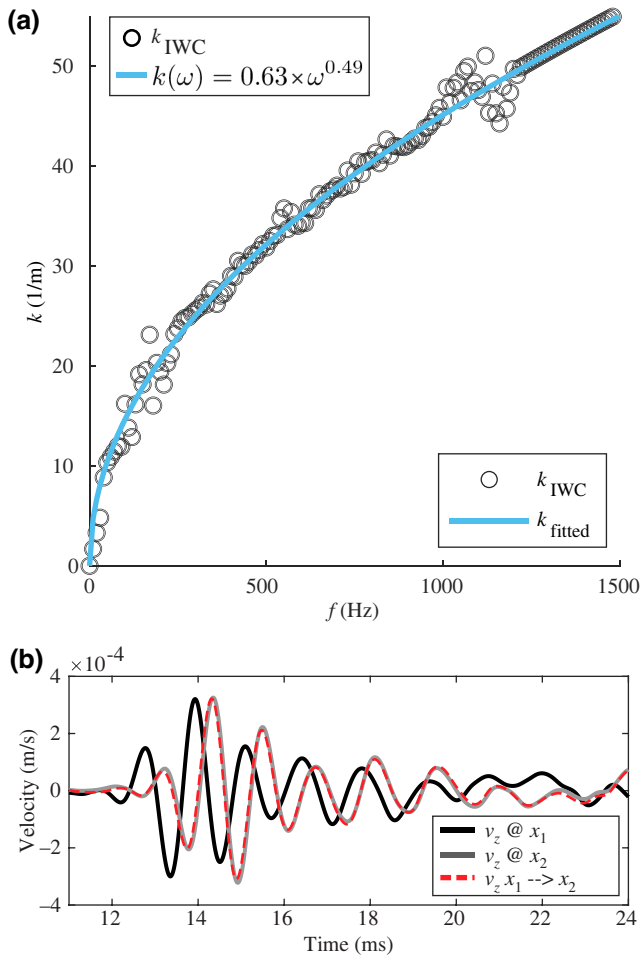 (a)
k_IWC
k(ω) = 0.63×ω^0.49
50
40
30
20
10
0
k (1/m)
k_IWC
k_fitted
0 500 1000 1500
f (Hz)
(b)
×10^-4
4
2
0
−2
−4
Velocity (m/s)
v_z @ x_1
v_z @ x_2
v_z x_1 --> x_2
12 14 16 18 20 22 24
Time (ms)